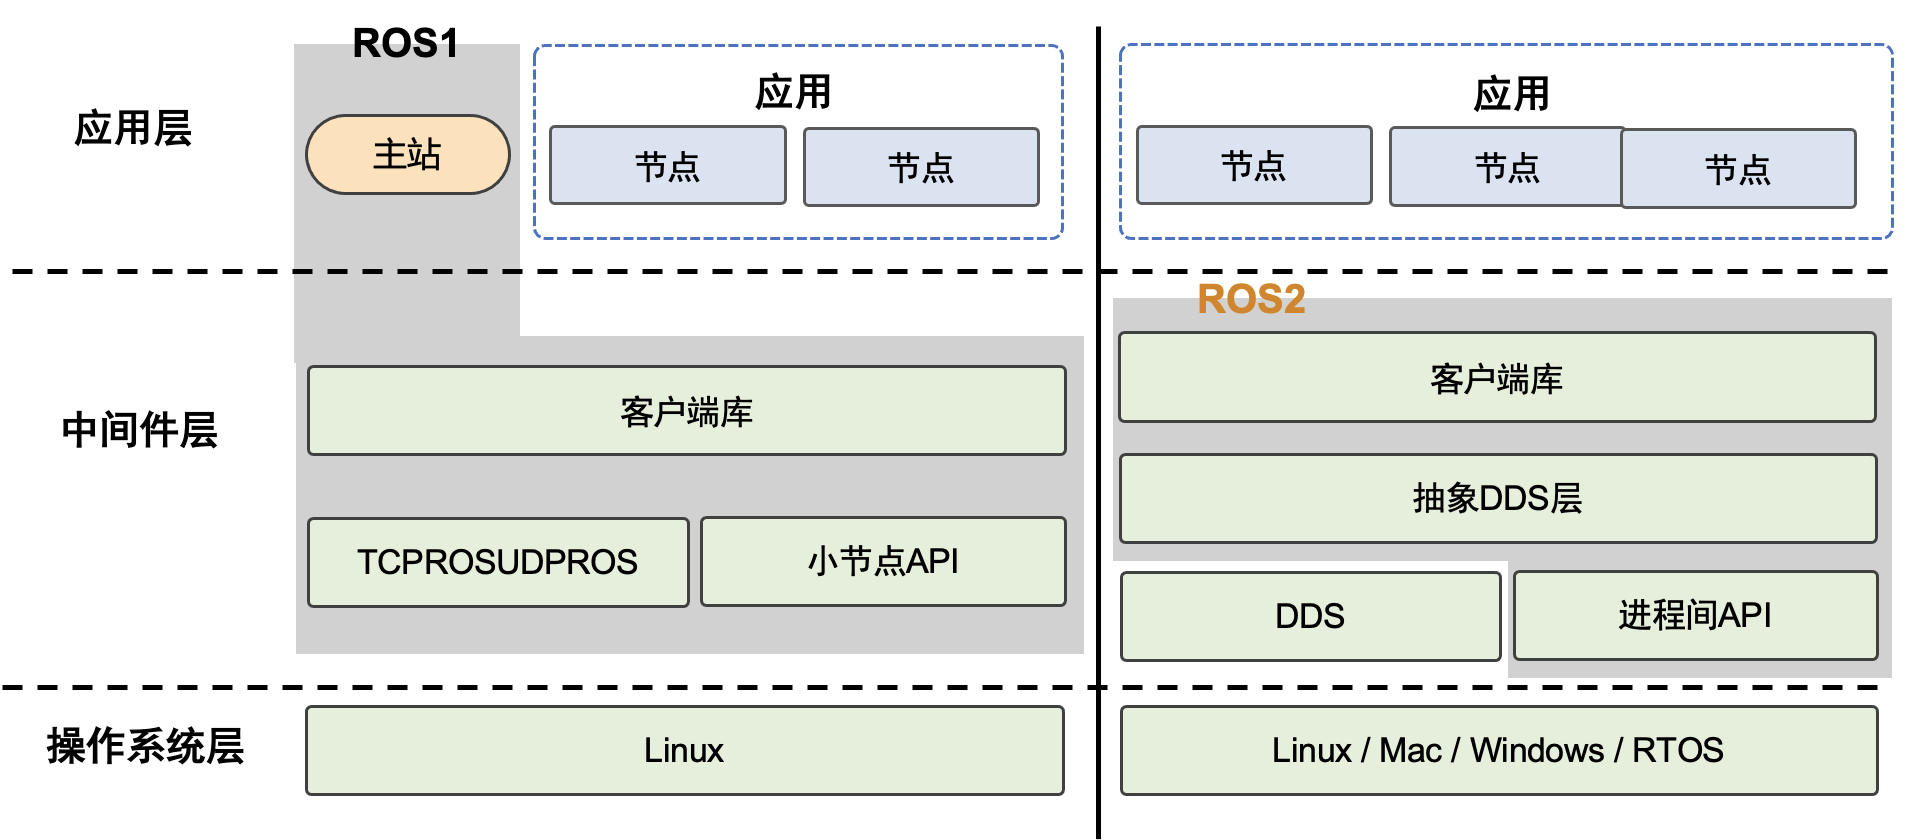 ROS1
应用
应用
应用层
主站
节点
节点
节点
节点
节点
ROS2
客户端库
客户端库
中间件层
抽象DDS层
TCPROSUDPROS
小节点API
DDS
进程间API
操作系统层
Linux
Linux / Mac / Windows / RTOS